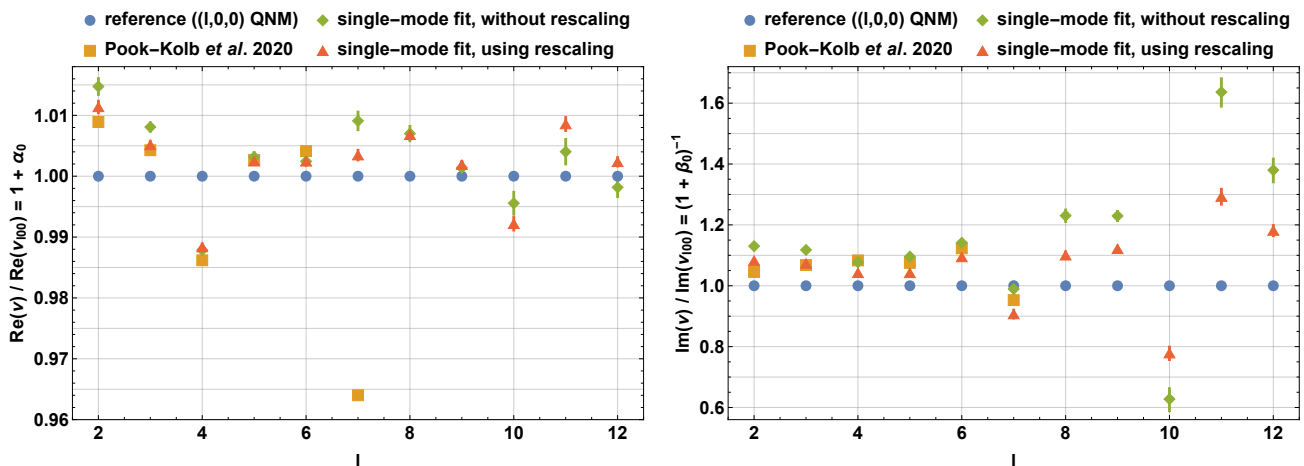 reference ((l,0,0) QNM)
single-mode fit, without rescaling
Pook-Kolb et al. 2020
single-mode fit, using rescaling
Re(ν) / Re(ν_l00) = 1 + α_0
1.01
1.00
0.99
0.98
0.97
0.96
2 4 6 8 10 12
l
reference ((l,0,0) QNM)
single-mode fit, without rescaling
Pook-Kolb et al. 2020
single-mode fit, using rescaling
Im(ν) / Im(ν_l00) = (1 + β_0)^-1
1.6
1.4
1.2
1.0
0.8
0.6
2 4 6 8 10 12
l